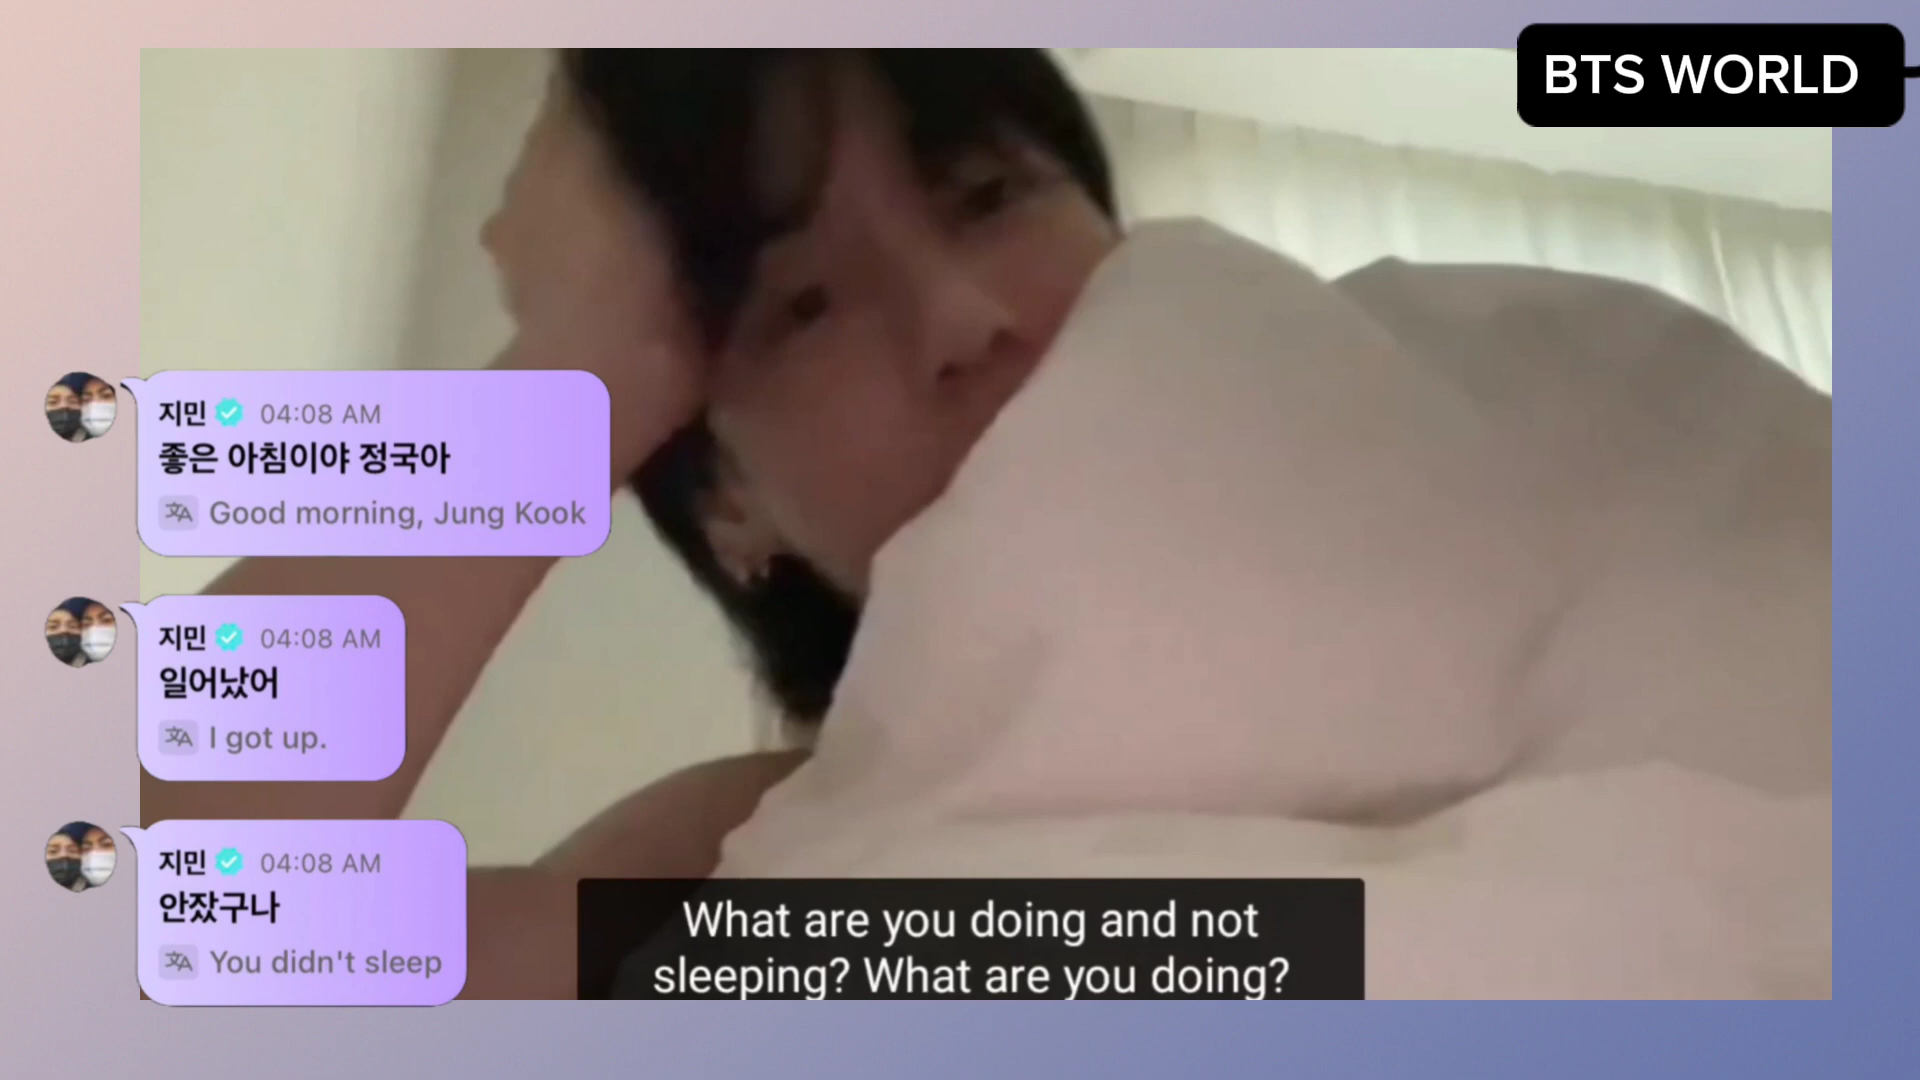 BTS WORLD
지민 04:08 AM
좋은 아침이야 정국아
Good morning, Jung Kook
지민 04:08 AM
일어났어
I got up.
지민 04:08 AM
안잤구나
You didn't sleep
What are you doing and not
sleeping? What are you doing?